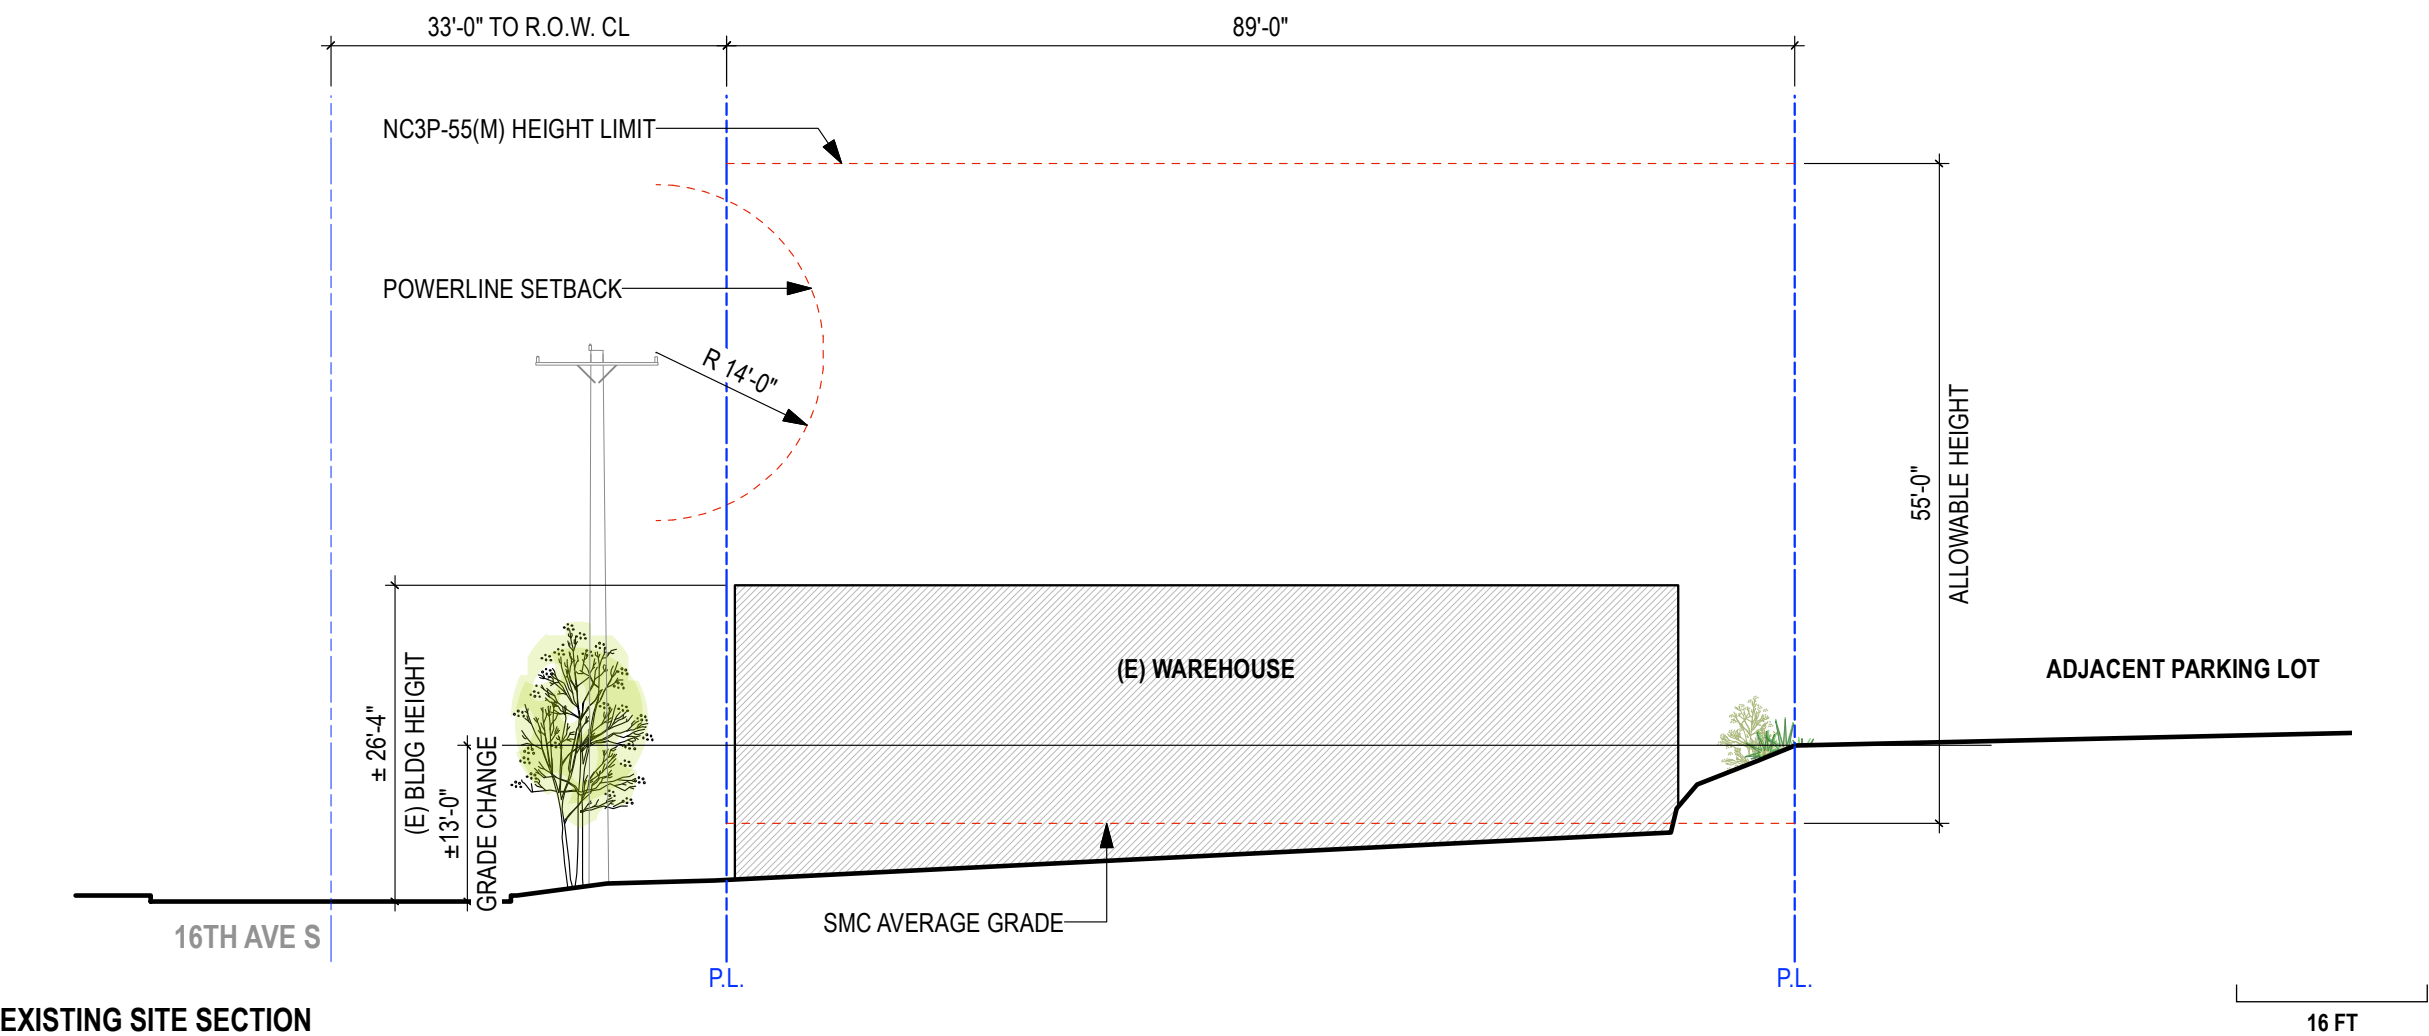 33'-0" TO R.O.W. CL
89'-0"
NC3P-55(M) HEIGHT LIMIT
POWERLINE SETBACK
R 14'-0"
55'-0"
ALLOWABLE HEIGHT
± 26'-4"
(E) BLDG HEIGHT
±13'-0"
GRADE CHANGE
(E) WAREHOUSE
ADJACENT PARKING LOT
SMC AVERAGE GRADE
16TH AVE S
P.L.
P.L.
EXISTING SITE SECTION
16 FT